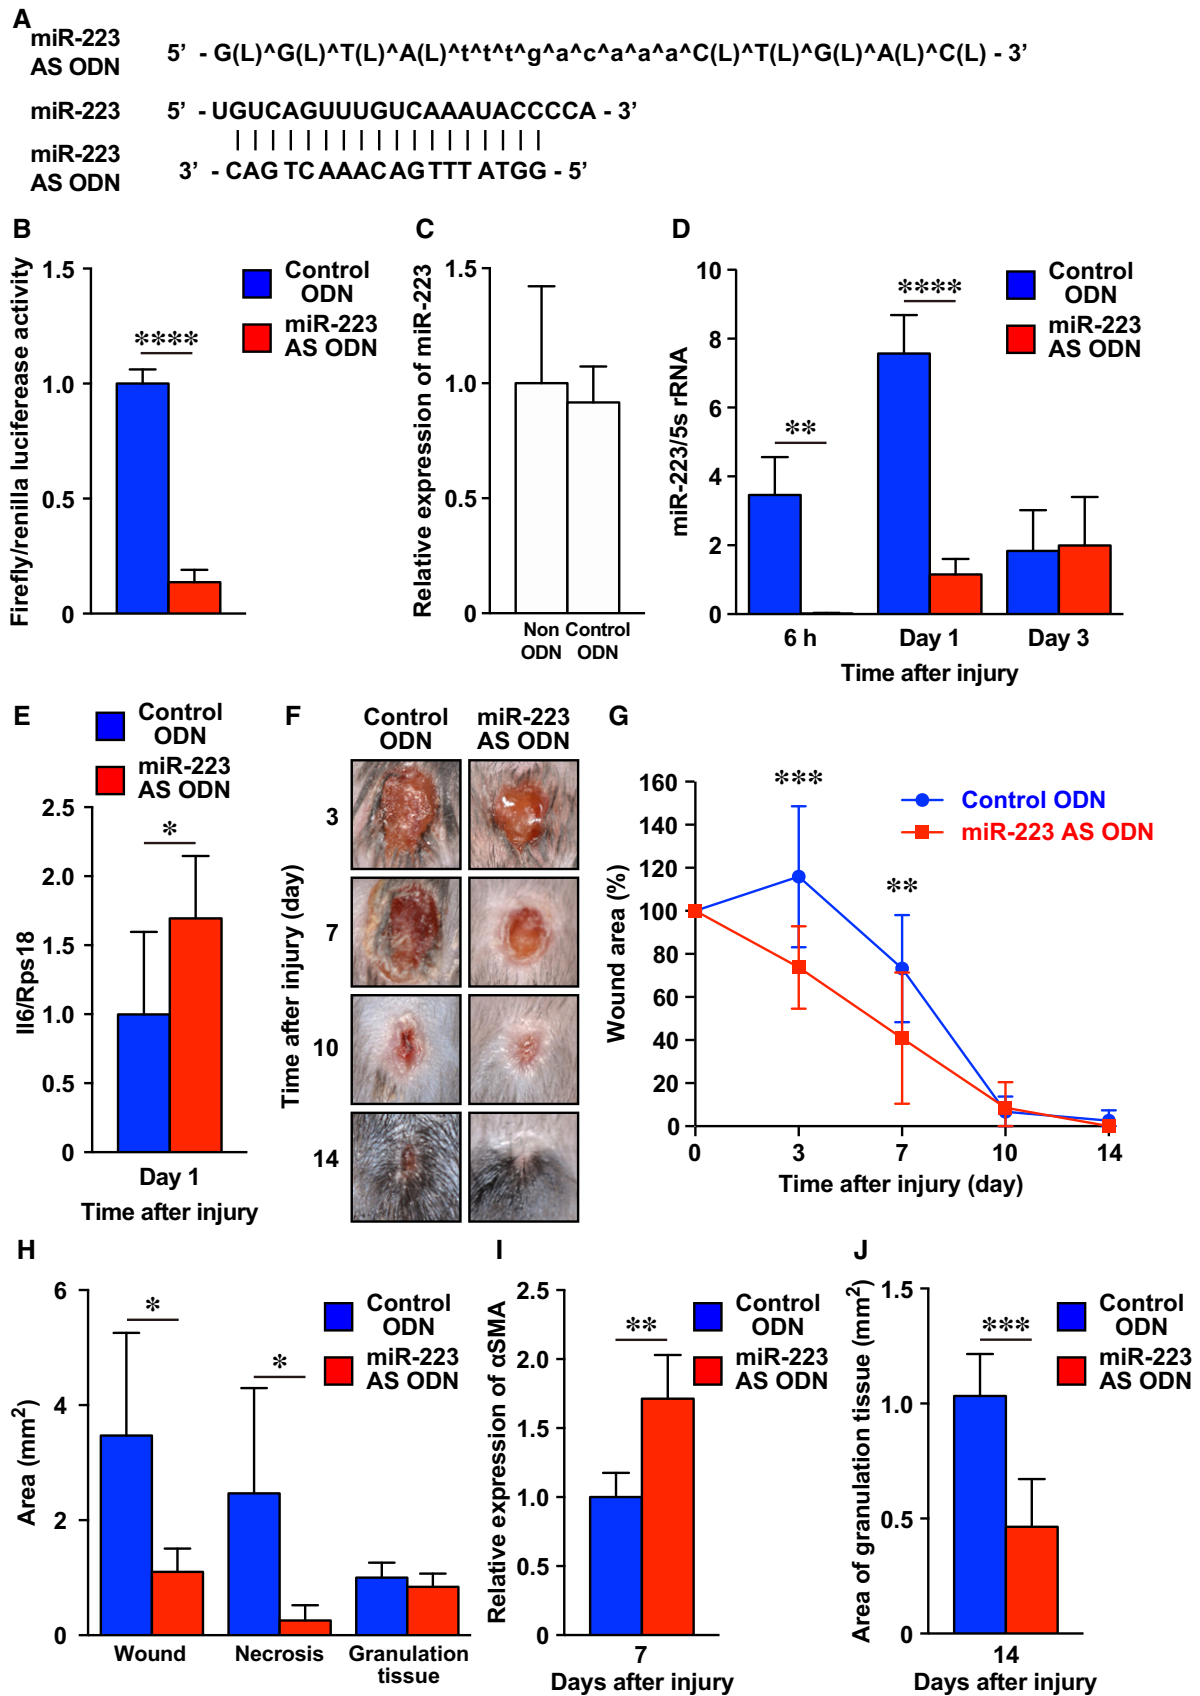 A
miR-223
AS ODN
5’ - G(L)^G(L)^T(L)^A(L)^t^t^t^g^a^c^a^a^a^C(L)^T(L)^G(L)^A(L)^C(L) - 3’
miR-223
5’ - UGUCAGUUUGUCAAAUACCCCA - 3’
miR-223
AS ODN
3’ - CAGTCAAACAGTTTATGG - 5’
B
Firefly/renilla luciferease activity
1.5
1.0
0.5
0
****
Control
ODN
miR-223
AS ODN
C
Relative expression of miR-223
1.5
1.0
0.5
0
Non
ODN
Control
ODN
D
miR-223/5s rRNA
10
8
6
4
2
0
**
****
Control
ODN
miR-223
AS ODN
6 h
Day 1
Day 3
Time after injury
E
Control
ODN
miR-223
AS ODN
Il6/Rps18
2.5
2.0
1.5
1.0
0.5
0
*
Day 1
Time after injury
F
Control
ODN
miR-223
AS ODN
Time after injury (day)
3
7
10
14
G
Wound area (%)
160
140
120
100
80
60
40
20
0
***
**
Control ODN
miR-223 AS ODN
0
3
7
10
14
Time after injury (day)
H
Area (mm2)
6
4
2
0
*
*
Control
ODN
miR-223
AS ODN
Wound
Necrosis
Granulation
tissue
I
Relative expression of αSMA
2.5
2.0
1.5
1.0
0.5
0
**
Control
ODN
miR-223
AS ODN
7
Days after injury
J
Area of granulation tissue (mm2)
1.5
1.0
0.5
0
***
Control
ODN
miR-223
AS ODN
14
Days after injury